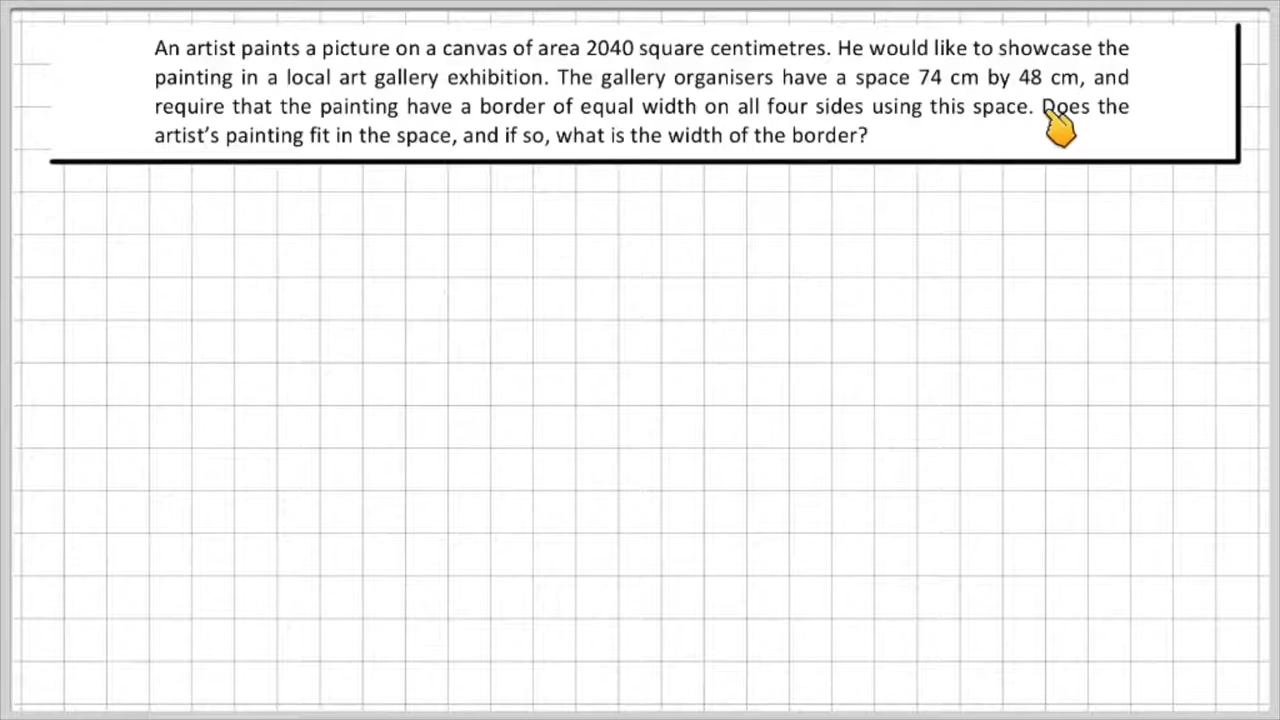 An artist paints a picture on a canvas of area 2040 square centimetres. He would like to showcase the
painting in a local art gallery exhibition. The gallery organisers have a space 74 cm by 48 cm, and
require that the painting have a border of equal width on all four sides using this space. Does the
artist’s painting fit in the space, and if so, what is the width of the border?